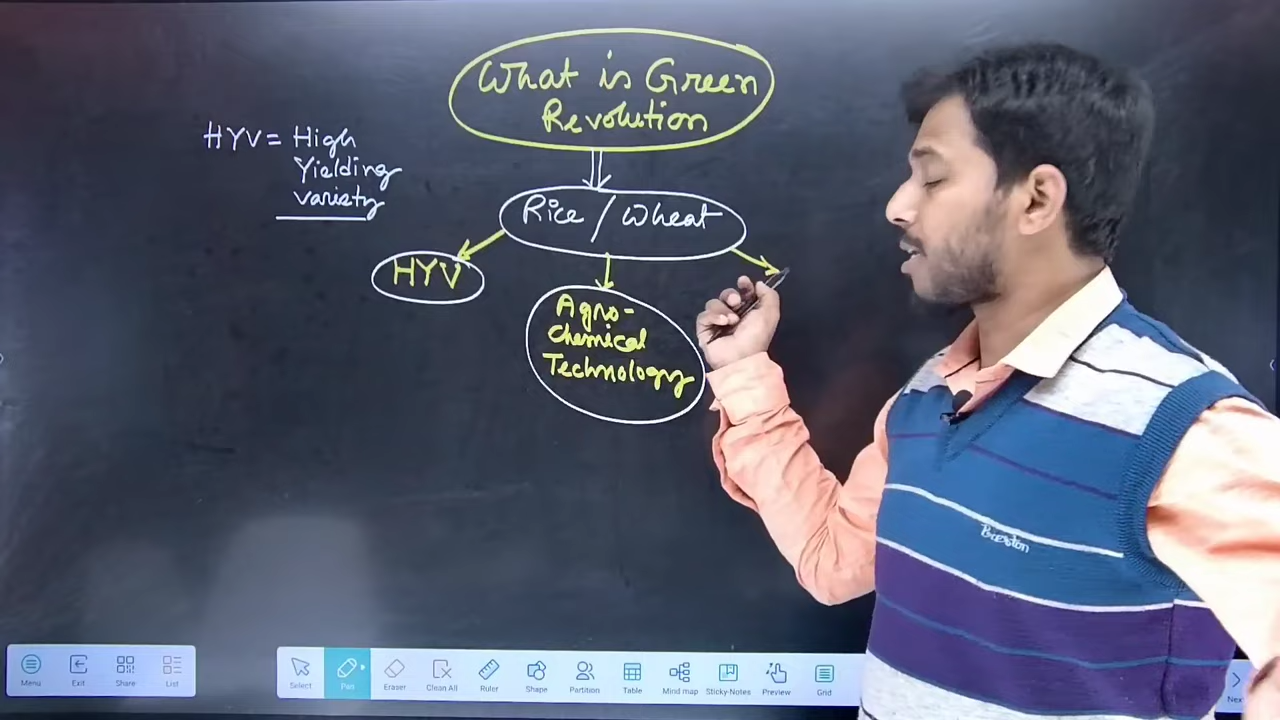 What is Green
Revolution
HYV = High
Yielding
variety
Rice / Wheat
HYV
Agro-
Chemical
Technology
Menu
Exit
Share
List
Select
Pen
Eraser
Clean All
Ruler
Shape
Partition
Table
Mind map
Sticky-Notes
Preview
Grid
Next